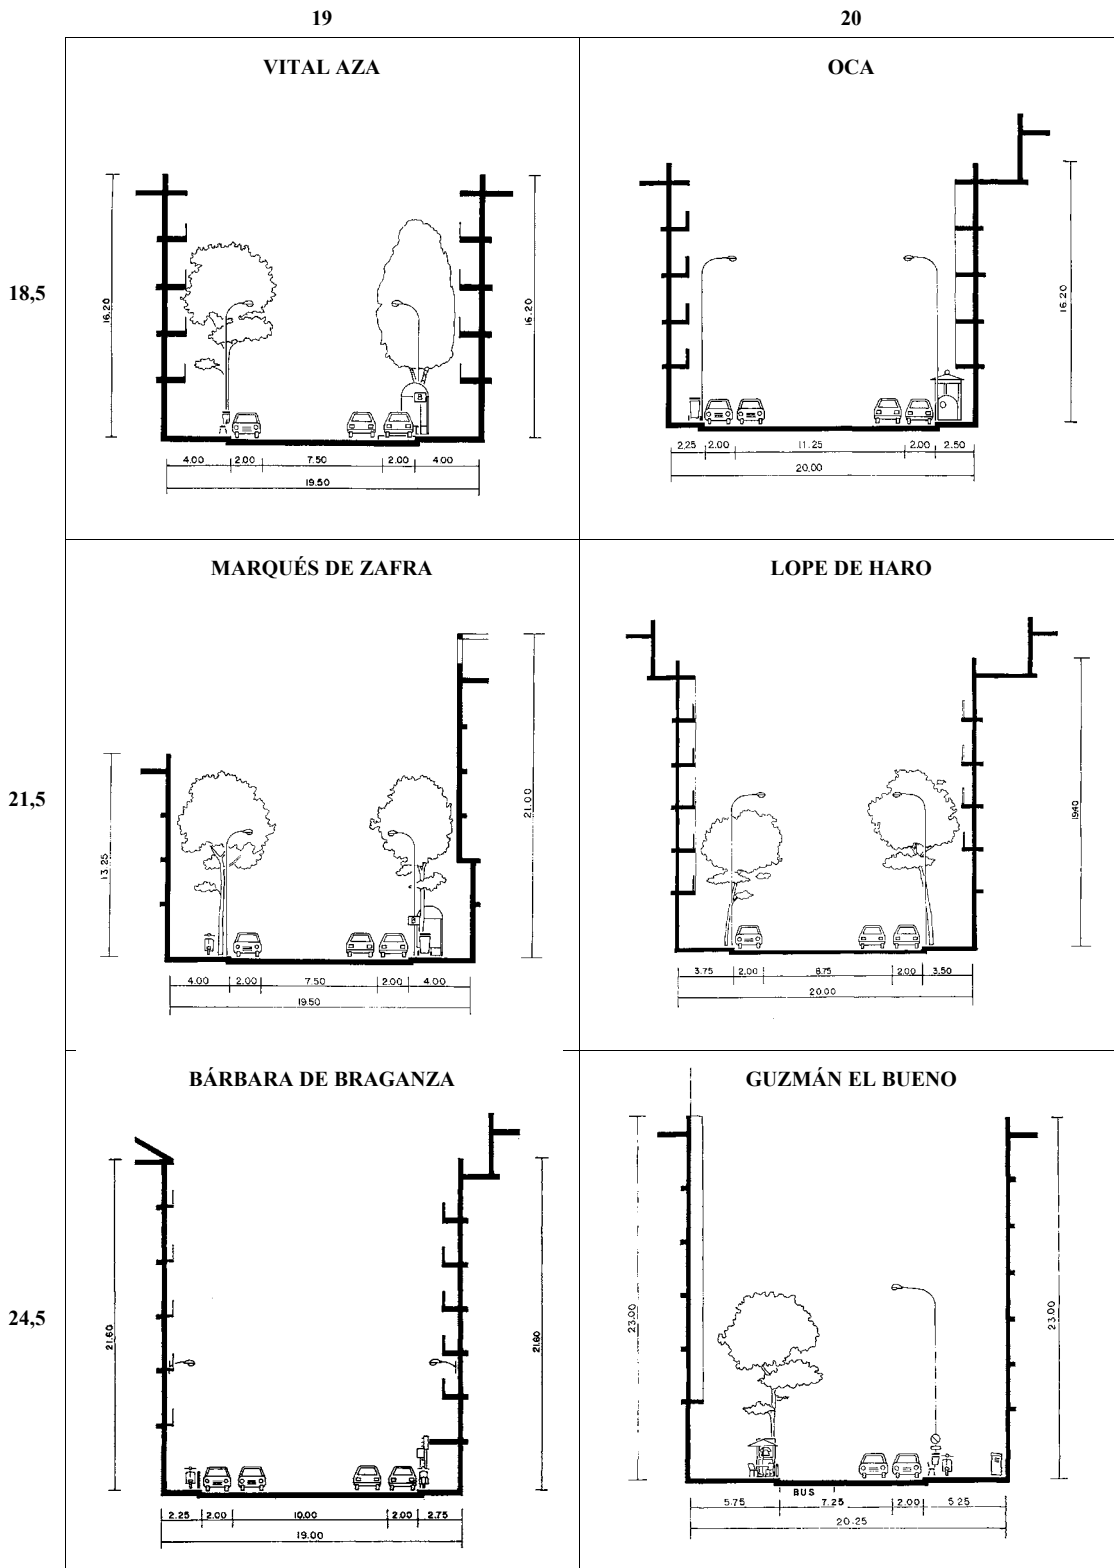 19 20
VITAL AZA
16.20
16.20
8
4.00 2.00 7.50 2.00 4.00
19.50
OCA
16.20
2.25 2.00 11.25 2.00 2.50
20.00
18,5
MARQUÉS DE ZAFRA
13.25
21.00
8
4.00 2.00 7.50 2.00 4.00
19.50
LOPE DE HARO
19.40
3.75 2.00 8.75 2.00 3.50
20.00
21,5
BÁRBARA DE BRAGANZA
21.60
21.60
2.25 2.00 10.00 2.00 2.75
19.00
GUZMÁN EL BUENO
23.00
23.00
BUS
5.75 7.25 2.00 5.25
20.25
24,5